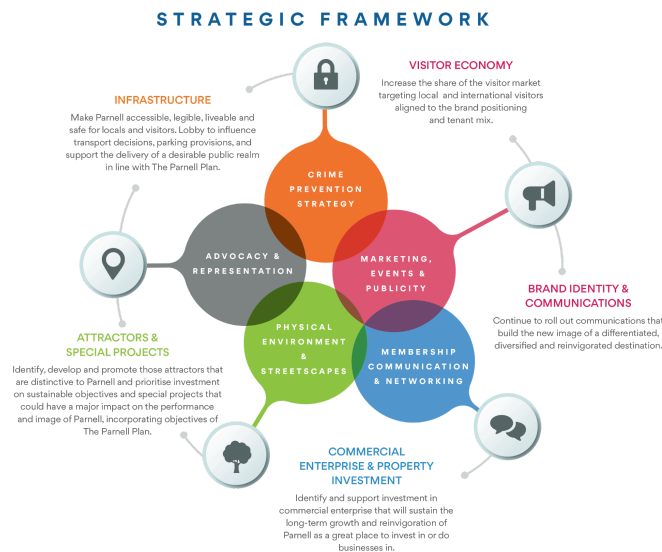 STRATEGIC FRAMEWORK
VISITOR ECONOMY
Increase the share of the visitor market
targeting local and international visitors
aligned to the brand positioning
and tenant mix.
INFRASTRUCTURE
Make Parnell accessible, legible, liveable and
safe for locals and visitors. Lobby to influence
transport decisions, parking provisions, and
support the delivery of a desirable public realm
in line with The Parnell Plan.
CRIME
PREVENTION
STRATEGY
ADVOCACY &
REPRESENTATION
MARKETING,
EVENTS &
PUBLICITY
BRAND IDENTITY &
COMMUNICATIONS
Continue to roll out communications that
build the new image of a differentiated,
diversified and reinvigorated destination.
PHYSICAL
ENVIRONMENT
&
STREETSCAPES
MEMBERSHIP
COMMUNICATION
& NETWORKING
ATTRACTORS &
SPECIAL PROJECTS
Identify, develop and promote those attractors that
are distinctive to Parnell and prioritise investment
on sustainable objectives and special projects that
could have a major impact on the performance
and image of Parnell, incorporating objectives of
The Parnell Plan.
COMMERCIAL
ENTERPRISE & PROPERTY
INVESTMENT
Identify and support investment in
commercial enterprise that will sustain the
long-term growth and reinvigoration of
Parnell as a great place to invest in or do
businesses in.